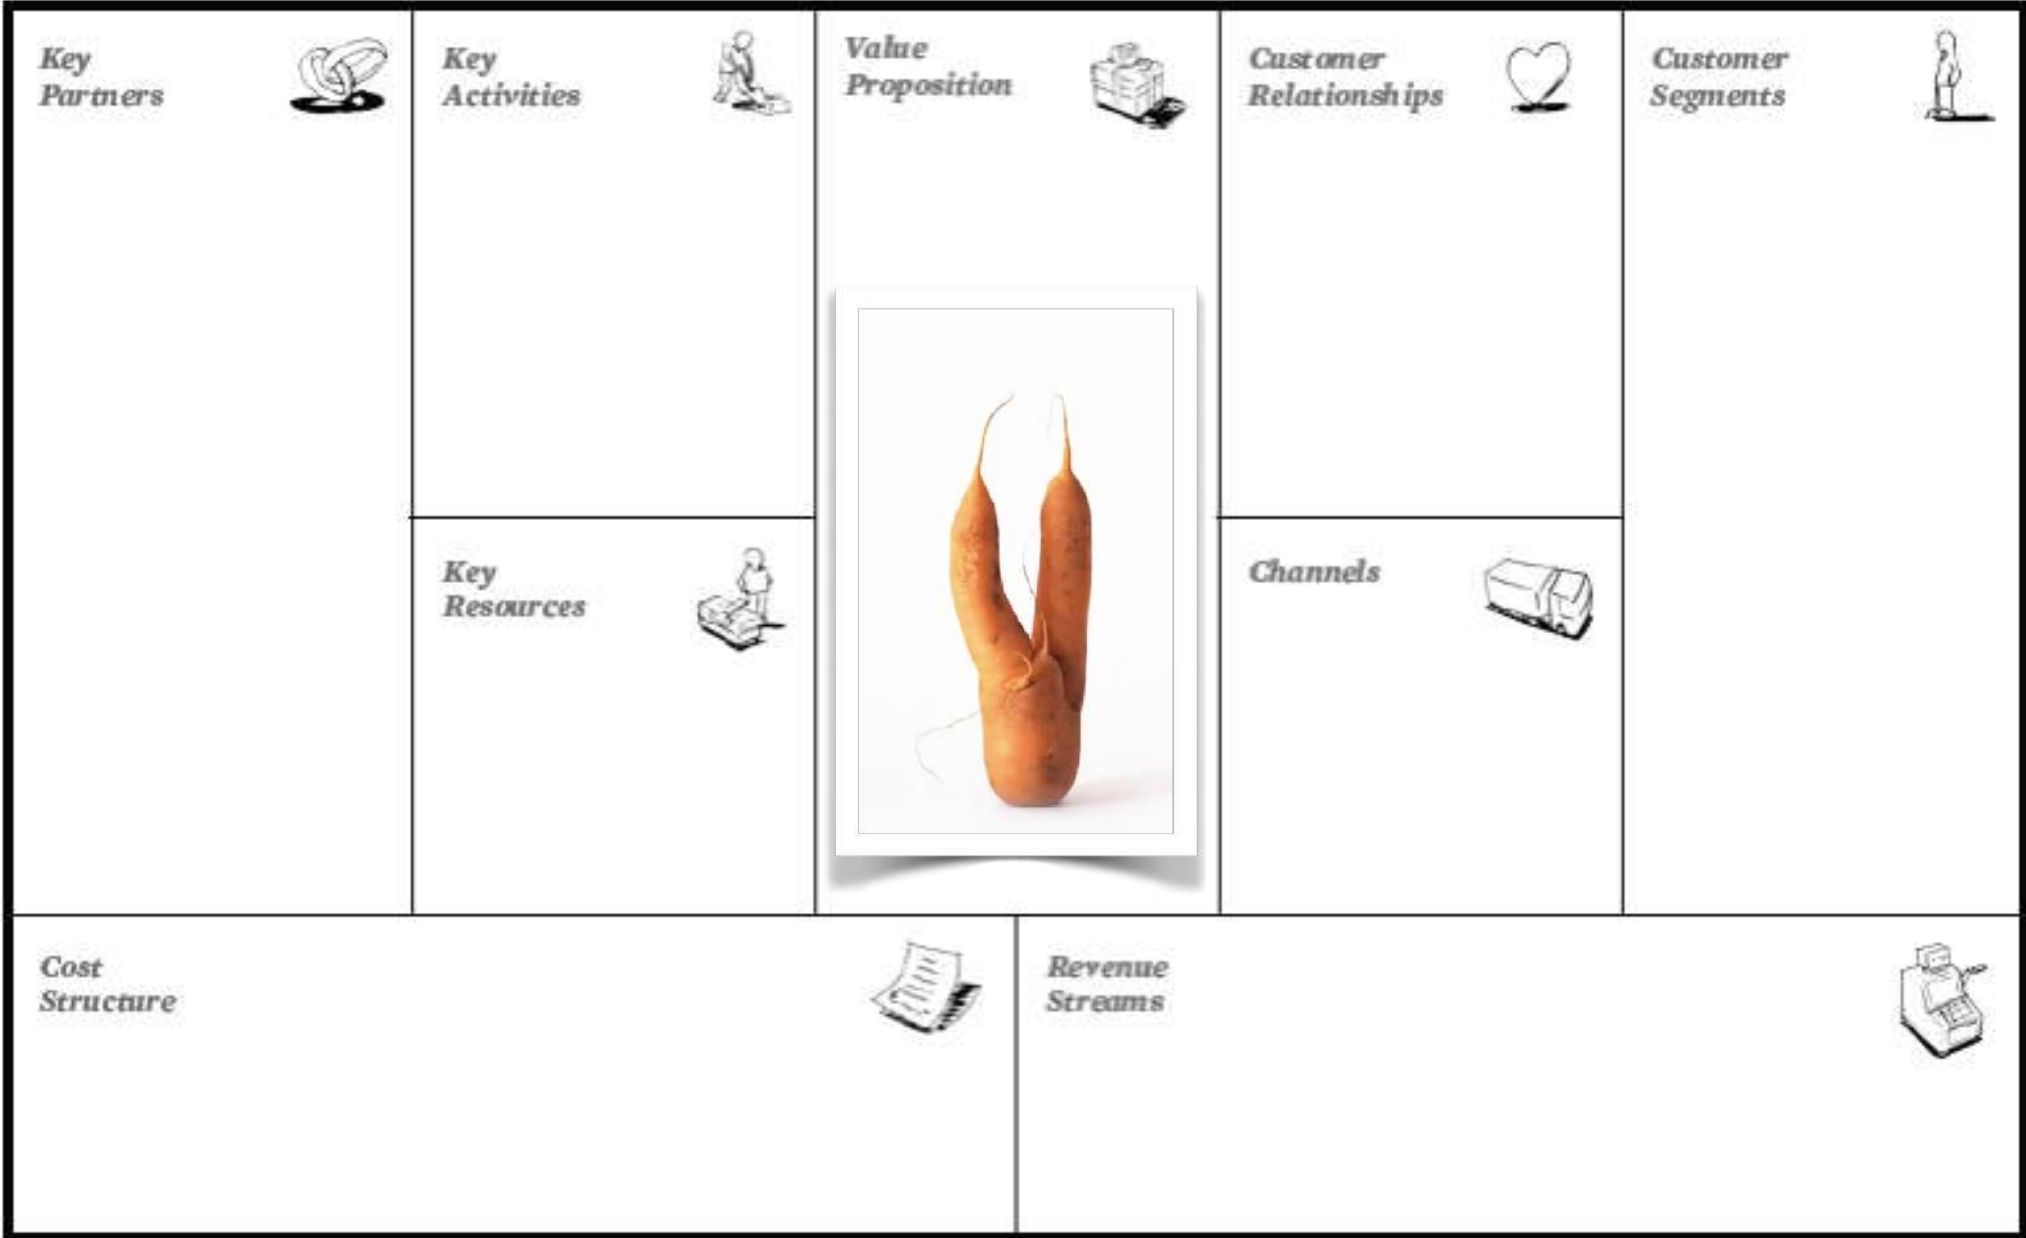 Key
Partners
Key
Activities
Value
Proposition
Customer
Relationships
Customer
Segments
Key
Resources
Channels
Cost
Structure
Revenue
Streams